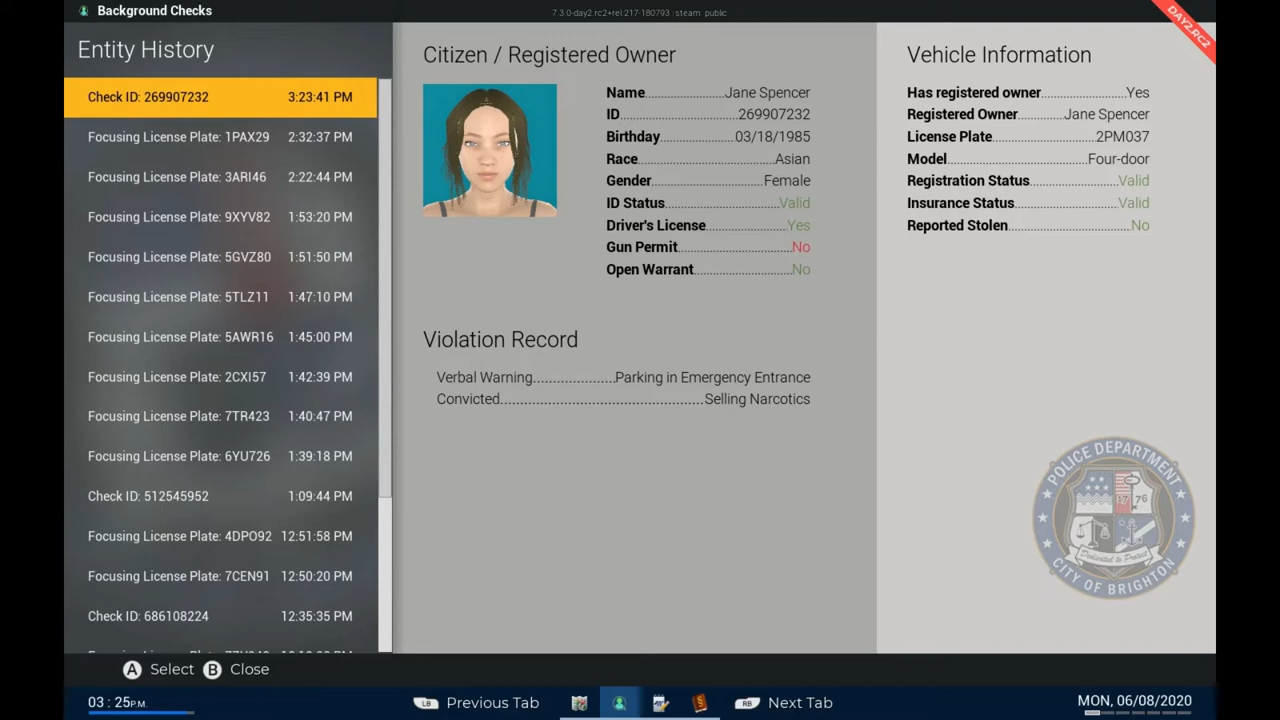 Background Checks
7.3.0-day2.rc2+rel.217-180793 | steam: public
DAY2.RC2
Entity History
Check ID: 269907232 3:23:41 PM
Focusing License Plate: 1PAX29 2:32:37 PM
Focusing License Plate: 3ARI46 2:22:44 PM
Focusing License Plate: 9XYV82 1:53:20 PM
Focusing License Plate: 5GVZ80 1:51:50 PM
Focusing License Plate: 5TLZ11 1:47:10 PM
Focusing License Plate: 5AWR16 1:45:00 PM
Focusing License Plate: 2CXI57 1:42:39 PM
Focusing License Plate: 7TR423 1:40:47 PM
Focusing License Plate: 6YU726 1:39:18 PM
Check ID: 512545952 1:09:44 PM
Focusing License Plate: 4DPO92 12:51:58 PM
Focusing License Plate: 7CEN91 12:50:20 PM
Check ID: 686108224 12:35:35 PM
Citizen / Registered Owner
Name Jane Spencer
ID 269907232
Birthday 03/18/1985
Race Asian
Gender Female
ID Status Valid
Driver's License Yes
Gun Permit No
Open Warrant No
Violation Record
Verbal Warning Parking in Emergency Entrance
Convicted Selling Narcotics
Vehicle Information
Has registered owner Yes
Registered Owner Jane Spencer
License Plate 2PM037
Model Four-door
Registration Status Valid
Insurance Status Valid
Reported Stolen No
POLICE DEPARTMENT
17 76
Dedicated to Protect
CITY OF BRIGHTON
A Select B Close
03 : 25 P.M.
LB Previous Tab
RB Next Tab
MON, 06/08/2020